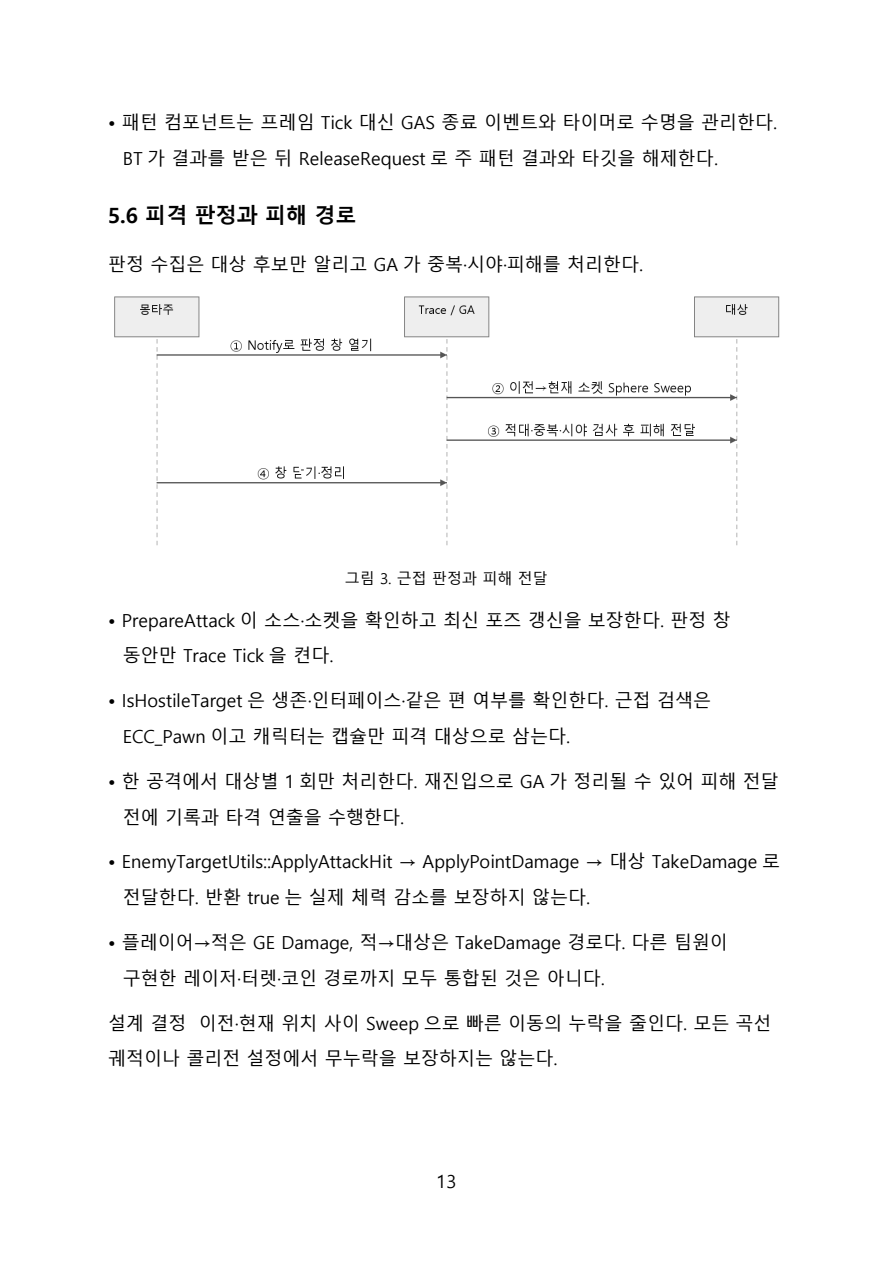 • 패턴 컴포넌트는 프레임 Tick 대신 GAS 종료 이벤트와 타이머로 수명을 관리한다.
BT 가 결과를 받은 뒤 ReleaseRequest 로 주 패턴 결과와 타깃을 해제한다.
5.6 피격 판정과 피해 경로
판정 수집은 대상 후보만 알리고 GA 가 중복·시야·피해를 처리한다.
몽타주 Trace / GA 대상
① Notify로 판정 창 열기
② 이전→현재 소켓 Sphere Sweep
③ 적대·중복·시야 검사 후 피해 전달
④ 창 닫기·정리
그림 3. 근접 판정과 피해 전달
• PrepareAttack 이 소스·소켓을 확인하고 최신 포즈 갱신을 보장한다. 판정 창
동안만 Trace Tick 을 켠다.
• IsHostileTarget 은 생존·인터페이스·같은 편 여부를 확인한다. 근접 검색은
ECC_Pawn 이고 캐릭터는 캡슐만 피격 대상으로 삼는다.
• 한 공격에서 대상별 1 회만 처리한다. 재진입으로 GA 가 정리될 수 있어 피해 전달
전에 기록과 타격 연출을 수행한다.
• EnemyTargetUtils::ApplyAttackHit → ApplyPointDamage → 대상 TakeDamage 로
전달한다. 반환 true 는 실제 체력 감소를 보장하지 않는다.
• 플레이어→적은 GE Damage, 적→대상은 TakeDamage 경로다. 다른 팀원이
구현한 레이저·터렛·코인 경로까지 모두 통합된 것은 아니다.
설계 결정 이전·현재 위치 사이 Sweep 으로 빠른 이동의 누락을 줄인다. 모든 곡선
궤적이나 콜리전 설정에서 무누락을 보장하지는 않는다.
13